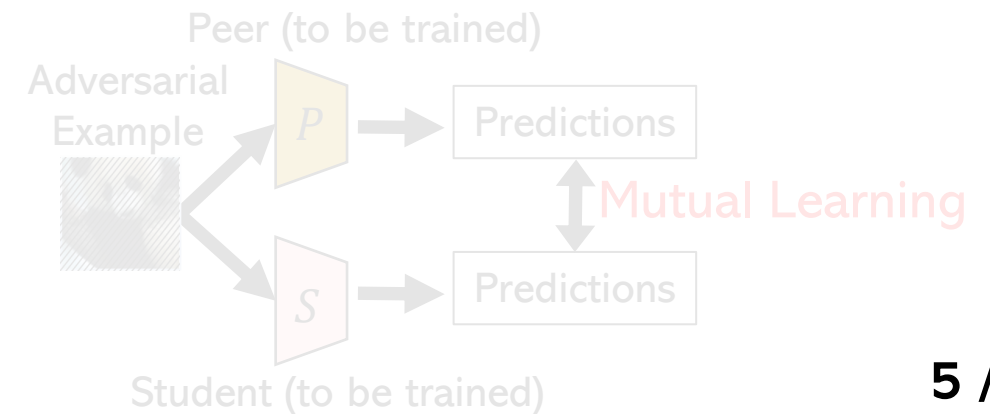 Peer (to be trained)
Adversarial
Example
P
Predictions
Mutual Learning
S
Predictions
Student (to be trained)
5 /